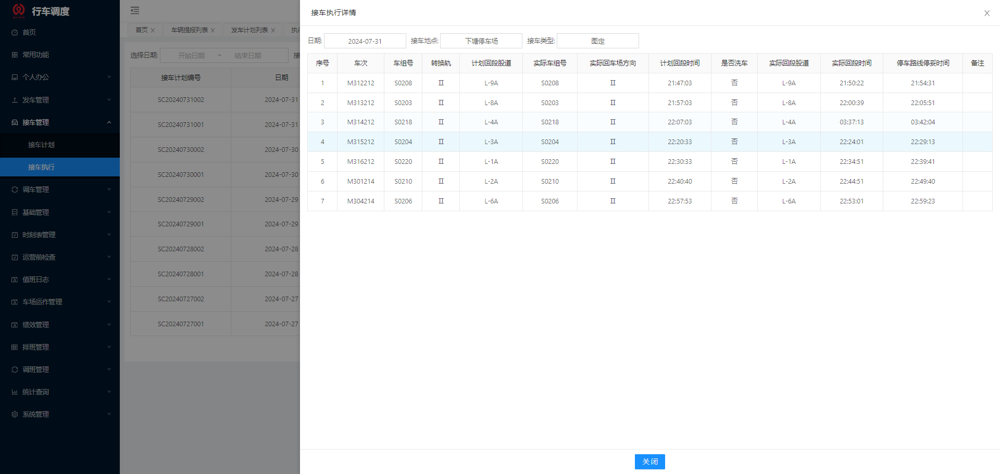 行车调度
首页
常用功能
个人办公
发车管理
接车管理
接车计划
接车执行
调车管理
基础管理
时刻表管理
运营前检查
值班日志
车场运作管理
绩效管理
排班管理
调班管理
统计查询
系统管理
首页 车辆提报列表 发车计划列表 执行
选择日期: 开始日期 ~ 结束日期 接
接车计划编号 日期
SC20240731002 2024-07-31
SC20240731001 2024-07-31
SC20240730002 2024-07-30
SC20240730001 2024-07-30
SC20240729002 2024-07-29
SC20240729001 2024-07-29
SC20240728002 2024-07-28
SC20240728001 2024-07-28
SC20240727002 2024-07-27
SC20240727001 2024-07-27
接车执行详情
日期: 2024-07-31 接车地点: 下塘停车场 接车类型: 图定
序号 车次 车组号 转换轨 计划回段股道 实际车组号 实际回车场方向 计划回段时间 是否洗车 实际回段股道 实际回段时间 停车路线停妥时间 备注
1 M312212 S0208 II L-9A S0208 II 21:47:03 否 L-9A 21:50:22 21:54:31
2 M313212 S0203 II L-8A S0203 II 21:57:03 否 L-8A 22:00:39 22:05:51
3 M314212 S0218 II L-4A S0218 II 22:07:03 否 L-4A 03:37:13 03:42:04
4 M315212 S0204 II L-3A S0204 II 22:20:33 否 L-3A 22:24:01 22:29:13
5 M316212 S0220 II L-1A S0220 II 22:30:33 否 L-1A 22:34:51 22:39:41
6 M301214 S0210 II L-2A S0210 II 22:40:40 否 L-2A 22:44:51 22:49:40
7 M304214 S0206 II L-6A S0206 II 22:57:53 否 L-6A 22:53:01 22:59:23
关闭